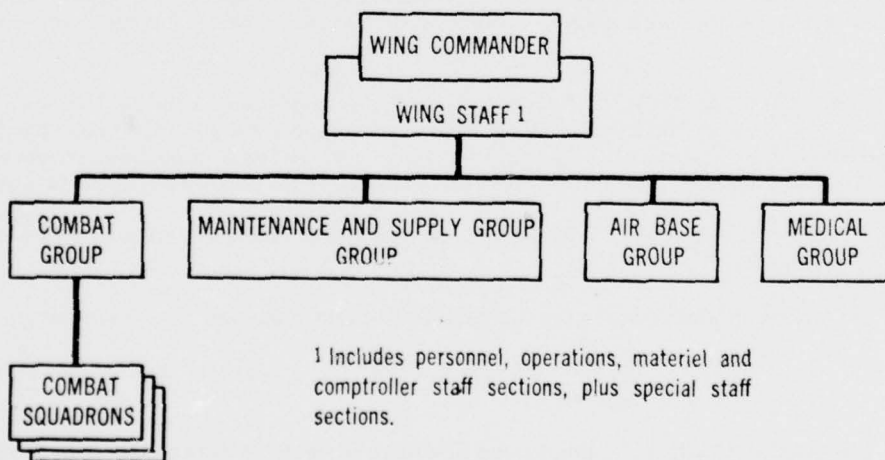 WING COMMANDER
WING STAFF 1
COMBAT
GROUP
MAINTENANCE AND SUPPLY GROUP
GROUP
AIR BASE
GROUP
MEDICAL
GROUP
COMBAT
SQUADRONS
1 Includes personnel, operations, materiel and
comptroller staff sections, plus special staff
sections.